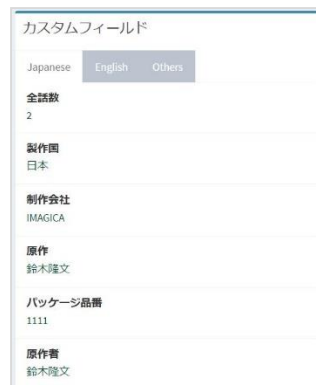 カスタムフィールド
Japanese English Others
全話数
2
製作国
日本
制作会社
IMAGICA
原作
鈴木隆文
パッケージ品番
1111
原作者
鈴木隆文